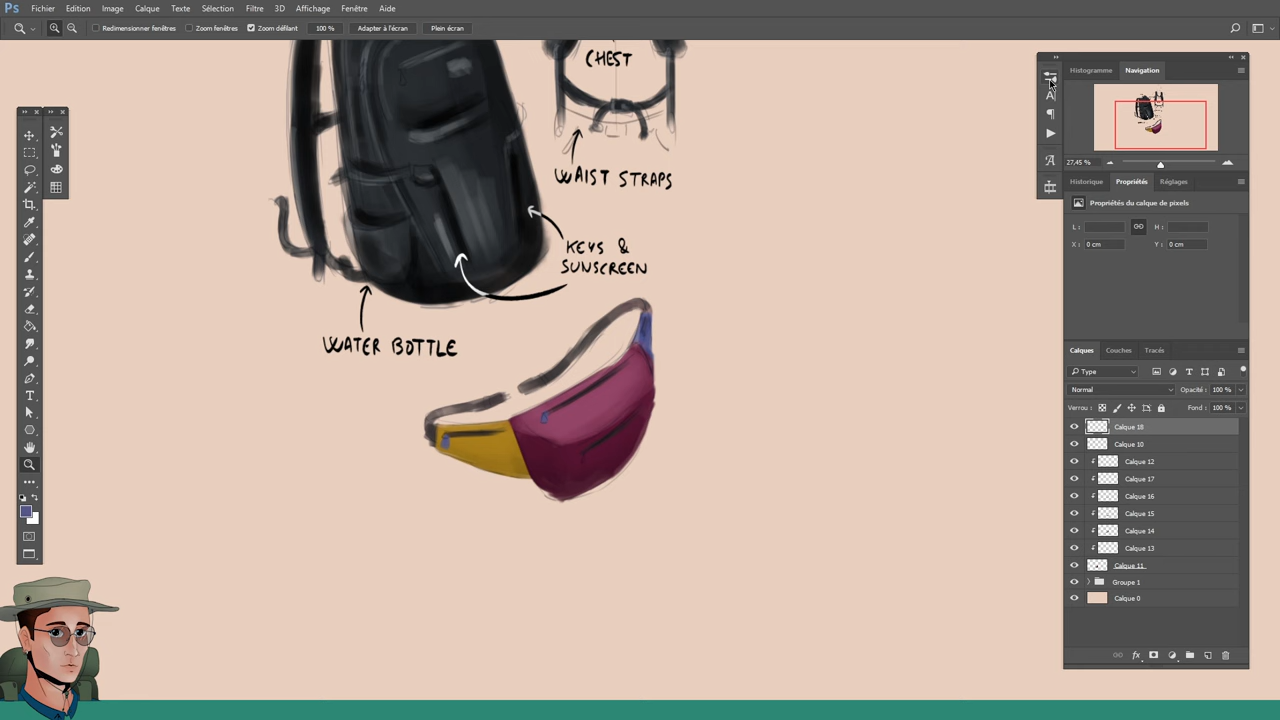 Ps Fichier Edition Image Calque Texte Sélection Filtre 3D Affichage Fenêtre Aide
Redimensionner fenêtres Zoom fenêtres Zoom défilant 100 % Adapter à l'écran Plein écran
CHEST
WAIST STRAPS
KEYS &
SUNSCREEN
WATER BOTTLE
Histogramme Navigation
27,45 %
Historique Propriétés Réglages
Propriétés du calque de pixels
L : H :
X : 0 cm Y : 0 cm
Calques Couches Tracés
Type
Normal Opacité : 100 %
Verrou : Fond : 100 %
Calque 18
Calque 10
Calque 12
Calque 17
Calque 16
Calque 15
Calque 14
Calque 13
Calque 11
Groupe 1
Calque 0